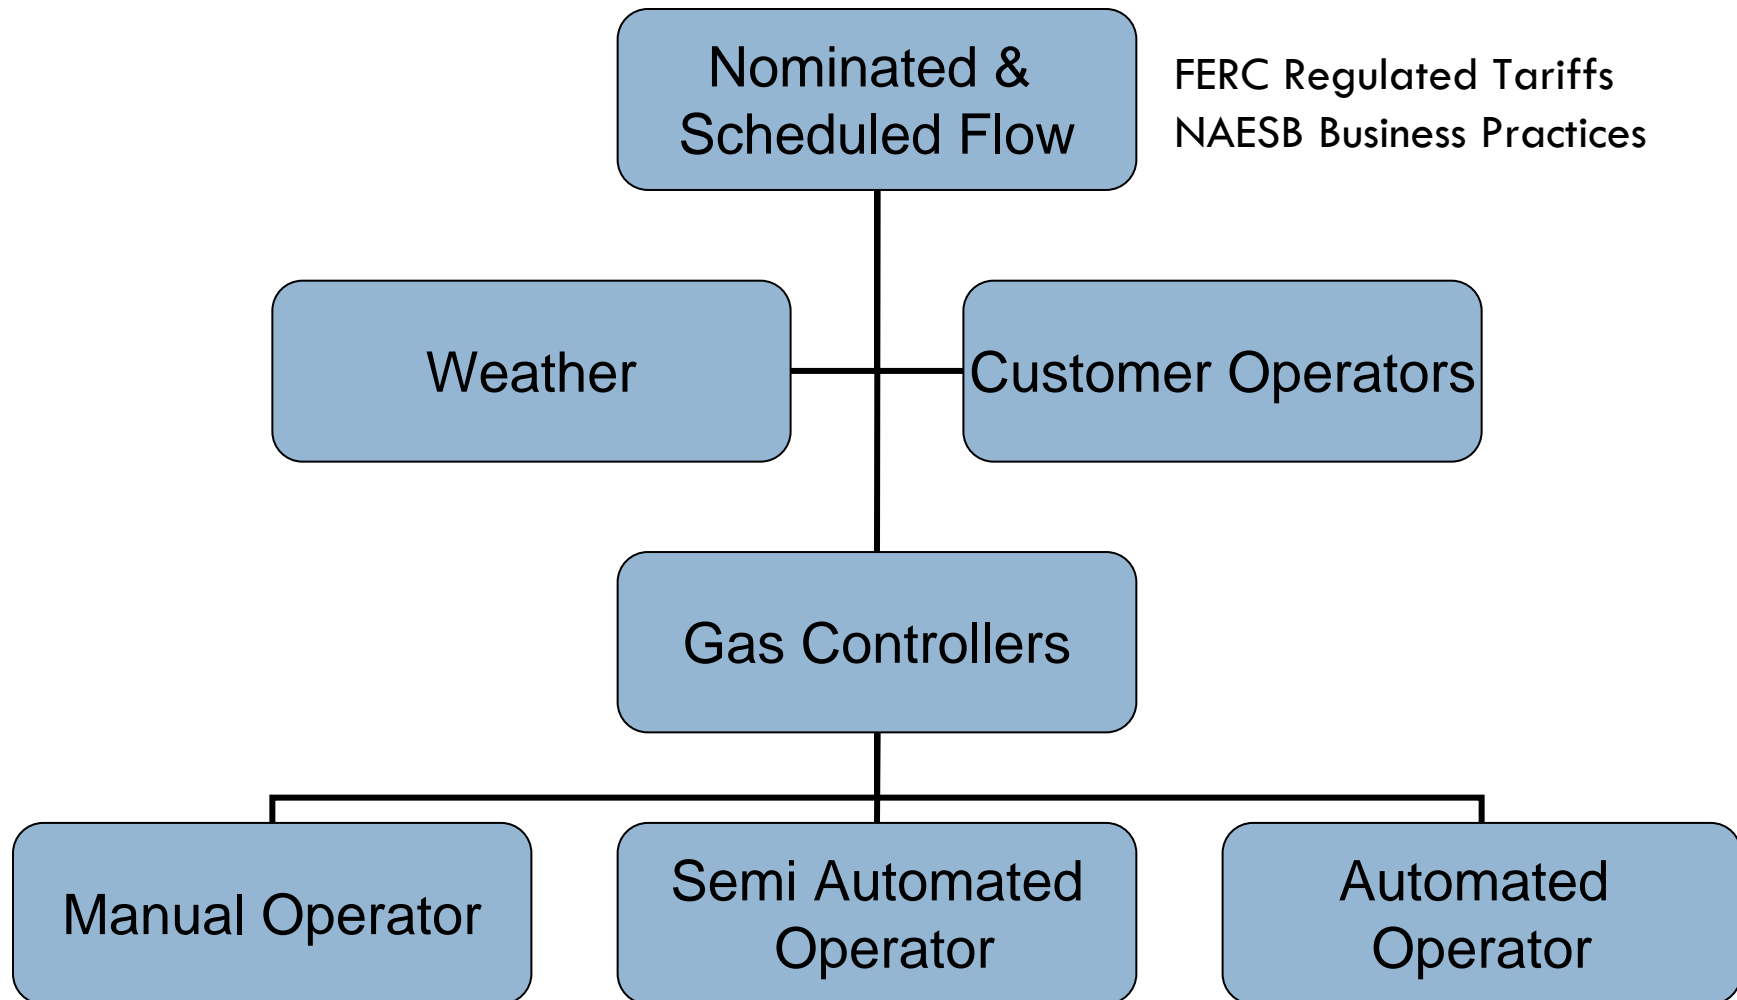 Nominated &
Scheduled Flow
FERC Regulated Tariffs
NAESB Business Practices
Weather
Customer Operators
Gas Controllers
Manual Operator
Semi Automated
Operator
Automated
Operator